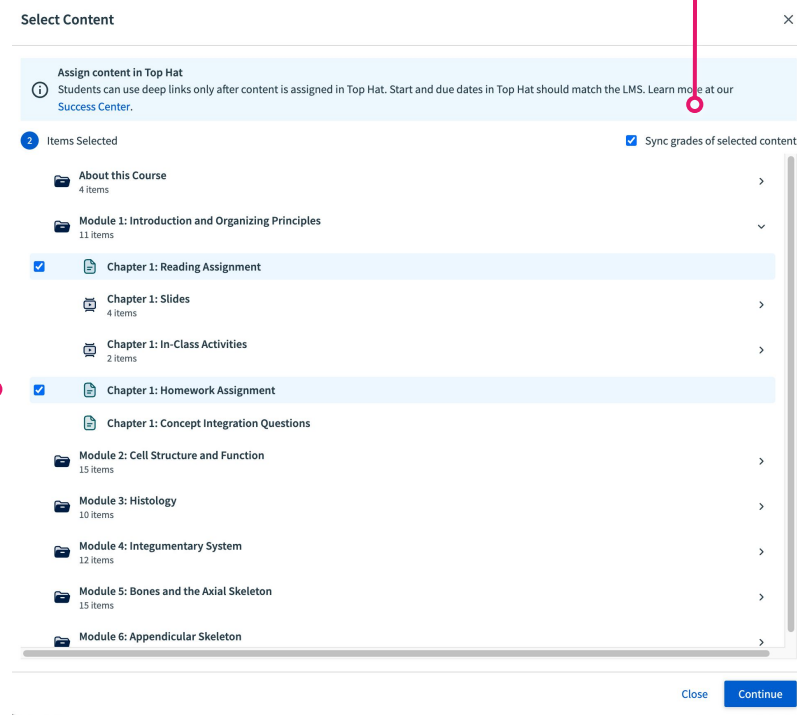 Select Content
Assign content in Top Hat
Students can use deep links only after content is assigned in Top Hat. Start and due dates in Top Hat should match the LMS. Learn more at our
Success Center.
2 Items Selected
Sync grades of selected content
About this Course
4 items
Module 1: Introduction and Organizing Principles
11 items
Chapter 1: Reading Assignment
Chapter 1: Slides
4 items
Chapter 1: In-Class Activities
2 items
Chapter 1: Homework Assignment
Chapter 1: Concept Integration Questions
Module 2: Cell Structure and Function
15 items
Module 3: Histology
10 items
Module 4: Integumentary System
12 items
Module 5: Bones and the Axial Skeleton
15 items
Module 6: Appendicular Skeleton
Close
Continue